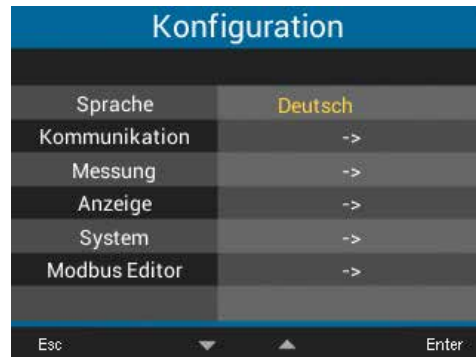 Konfiguration
Sprache Deutsch
Kommunikation ->
Messung ->
Anzeige ->
System ->
Modbus Editor ->
Esc Enter